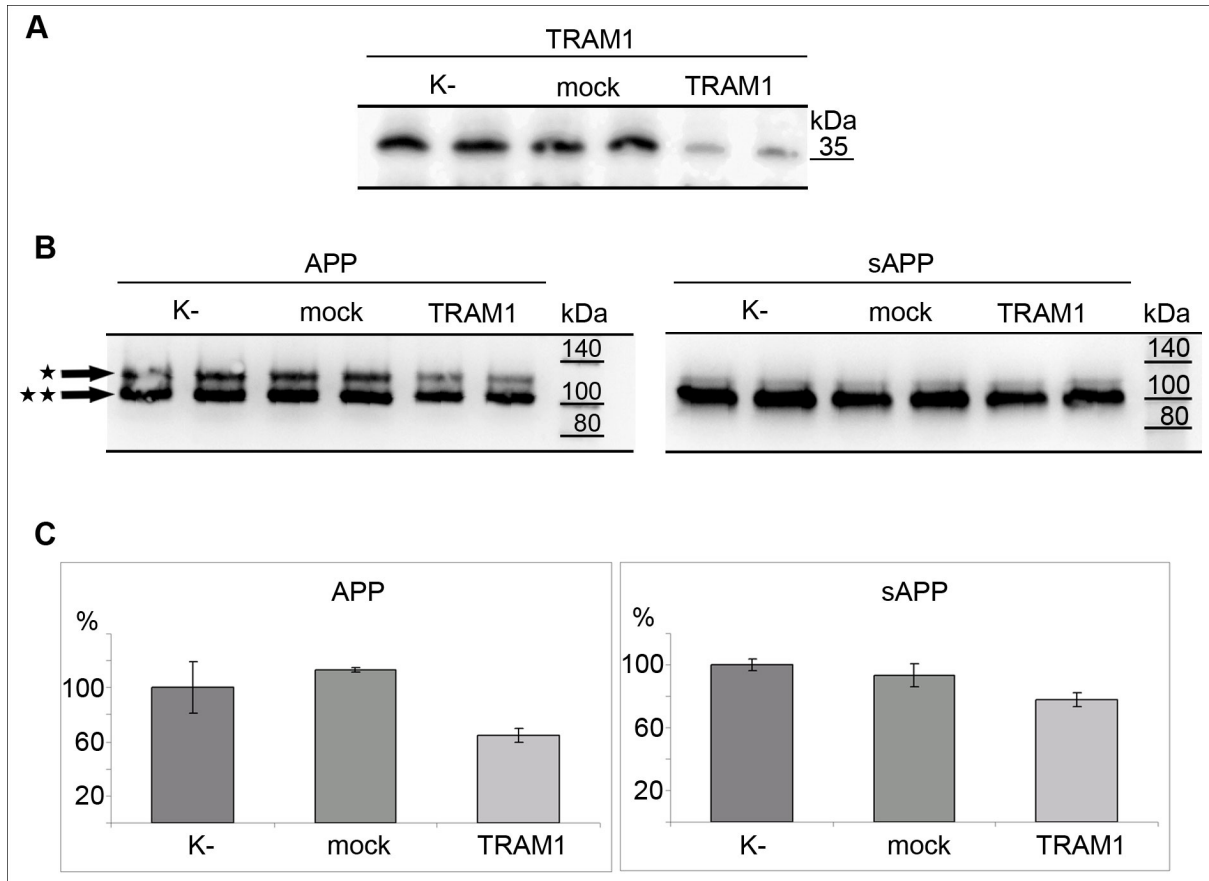 A
TRAM1
K- mock TRAM1
kDa
35
B
APP
K- mock TRAM1 kDa
140
100
80
★
★★
sAPP
K- mock TRAM1 kDa
140
100
80
C
APP
%
100
60
20
K- mock TRAM1
sAPP
%
100
60
20
K- mock TRAM1